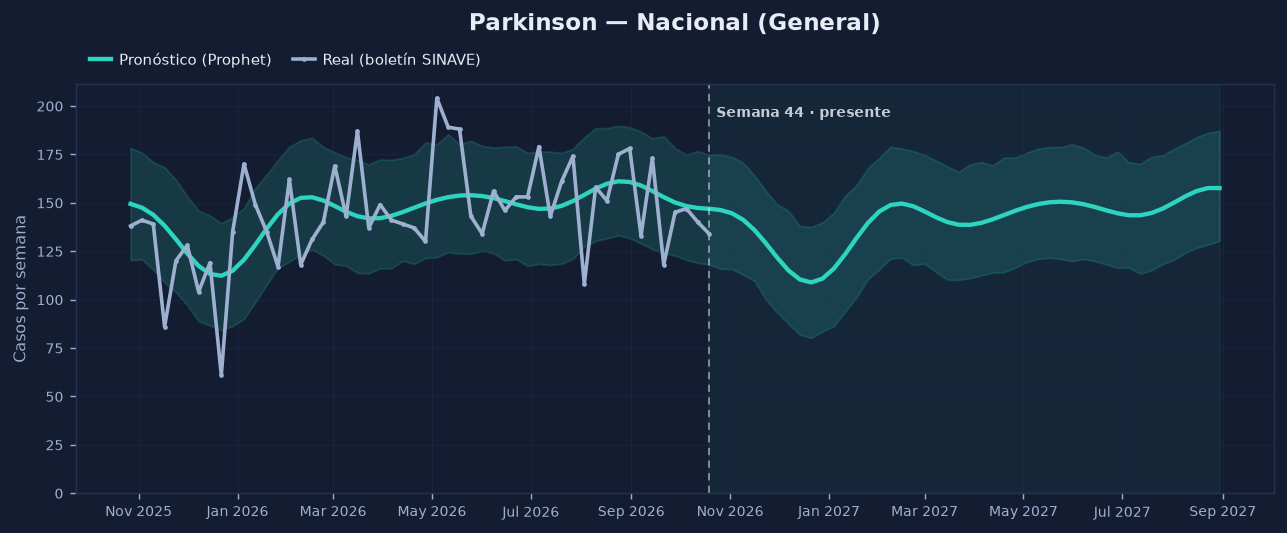 Parkinson — Nacional (General)
Pronóstico (Prophet)
Real (boletín SINAVE)
Semana 44 · presente
Casos por semana
200
175
150
125
100
75
50
25
0
Nov 2025
Jan 2026
Mar 2026
May 2026
Jul 2026
Sep 2026
Nov 2026
Jan 2027
Mar 2027
May 2027
Jul 2027
Sep 2027